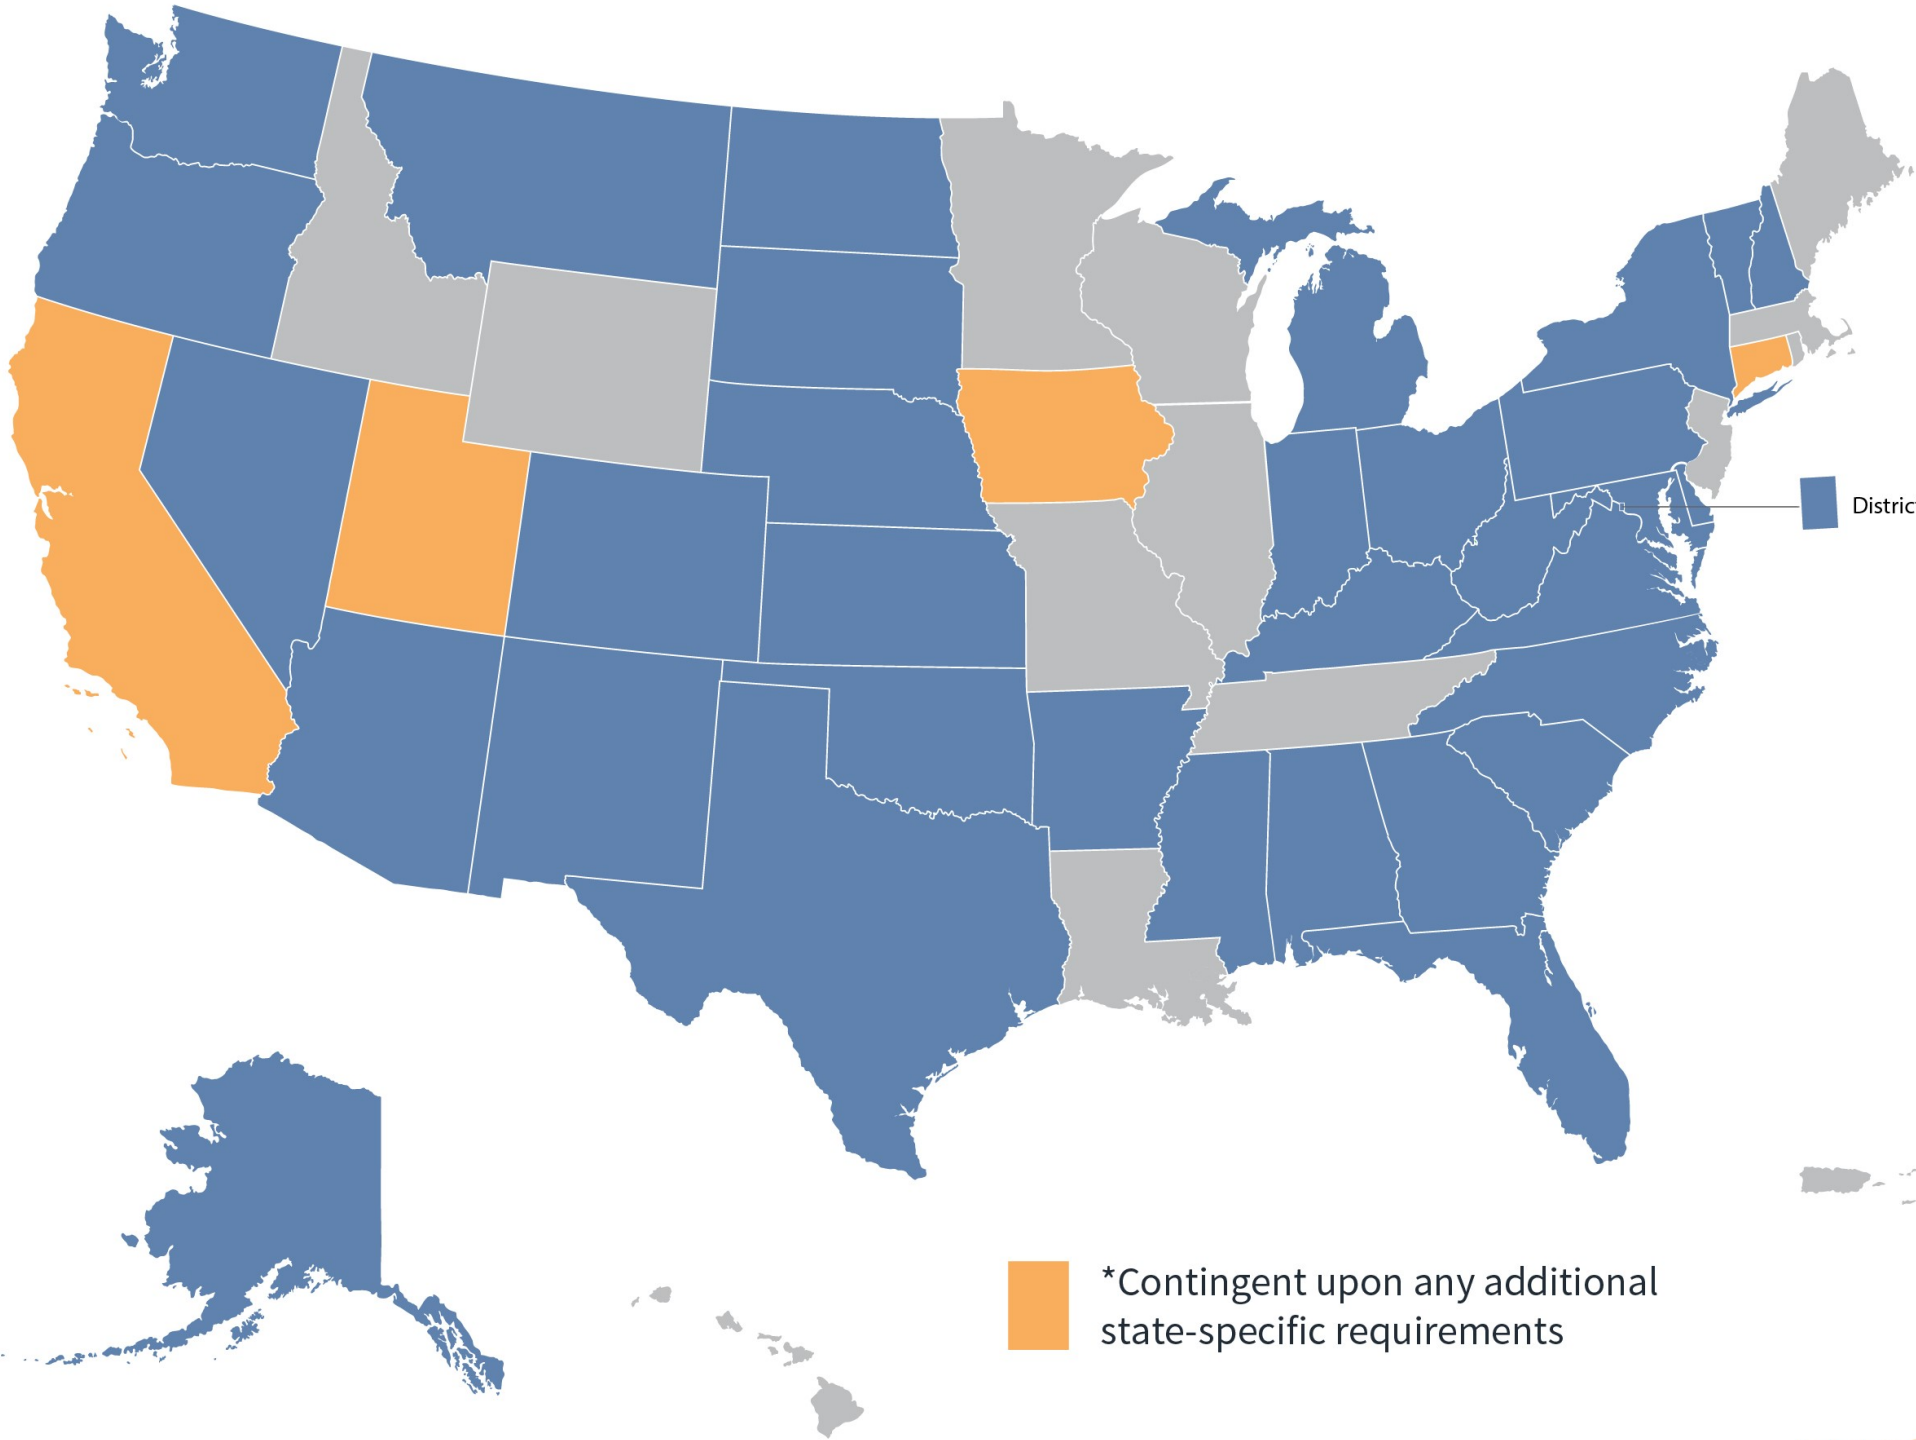 Distric
*Contingent upon any additional
state-specific requirements